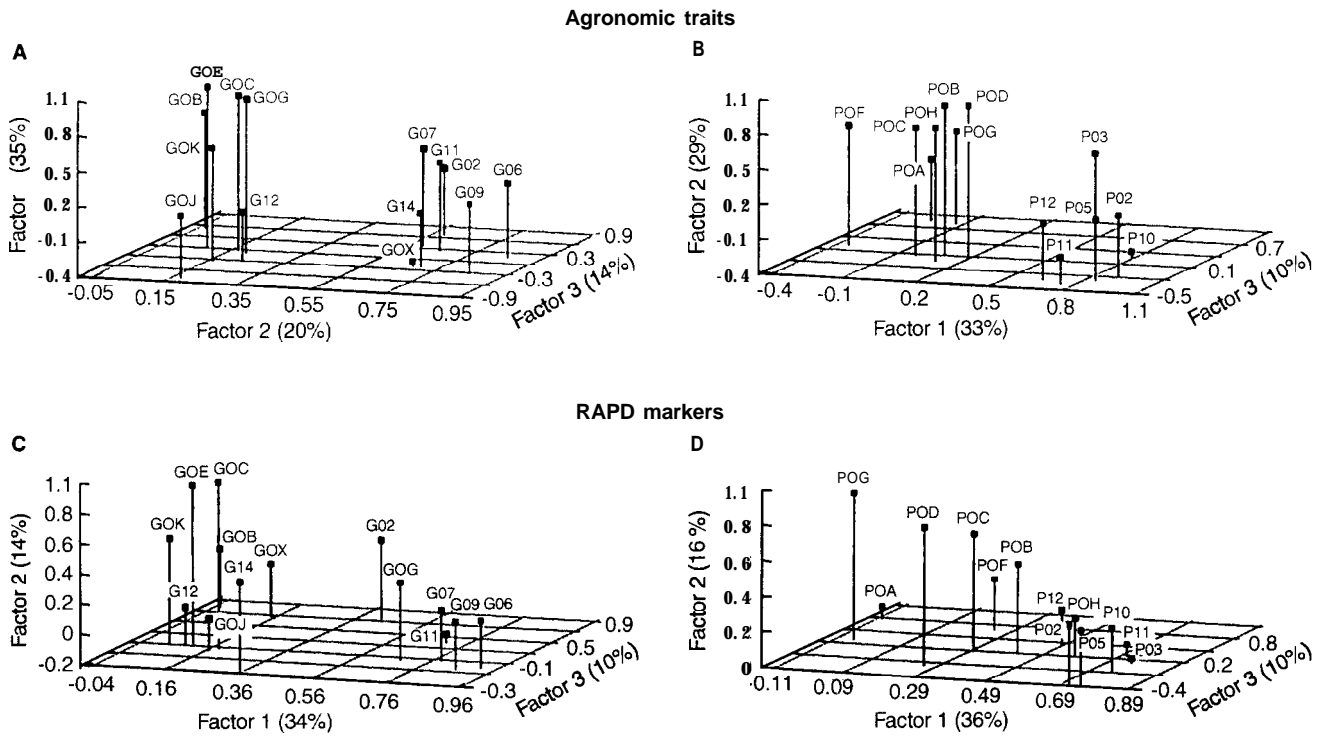 Agronomic traits
A
B
GOE
GOC
GOG
GOB
GOK
GOJ
G12
G07
G11
G02
G06
G09
G14
GOX
1.1
0.8
0.5
0.2
-0.1
-0.4
Factor (35%)
-0.05
0.15
0.35
0.55
0.75
0.95
Factor 2 (20%)
-0.9
-0.3
0.3
0.9
Factor 3 (14%)
POB
POD
POF
POC
POH
POG
POA
P03
P12
P05
P02
P11
P10
1.1
0.8
0.5
0.2
-0.1
-0.4
Factor 2 (29%)
-0.4
-0.1
0.2
0.5
0.8
1.1
Factor 1 (33%)
-0.5
0.1
0.7
Factor 3 (10%)
RAPD markers
C
D
GOE
GOC
GOK
GOB
GOX
G14
G12
GOJ
G02
GOG
G07
G09
G06
G11
1.1
0.8
0.6
0.4
0.2
0
-0.2
Factor 2 (14%)
-0.04
0.16
0.36
0.56
0.76
0.96
Factor 1 (34%)
-0.3
-0.1
0.5
0.9
Factor 3 (10%)
POG
POD
POC
POB
POF
POA
P12
POH
P10
P02
P05
P11
P03
1.1
0.8
0.6
0.4
0.2
0
Factor 2 (16 %)
-0.11
0.09
0.29
0.49
0.69
0.89
Factor 1 (36%)
-0.4
0.2
0.8
Factor 3 (10%)